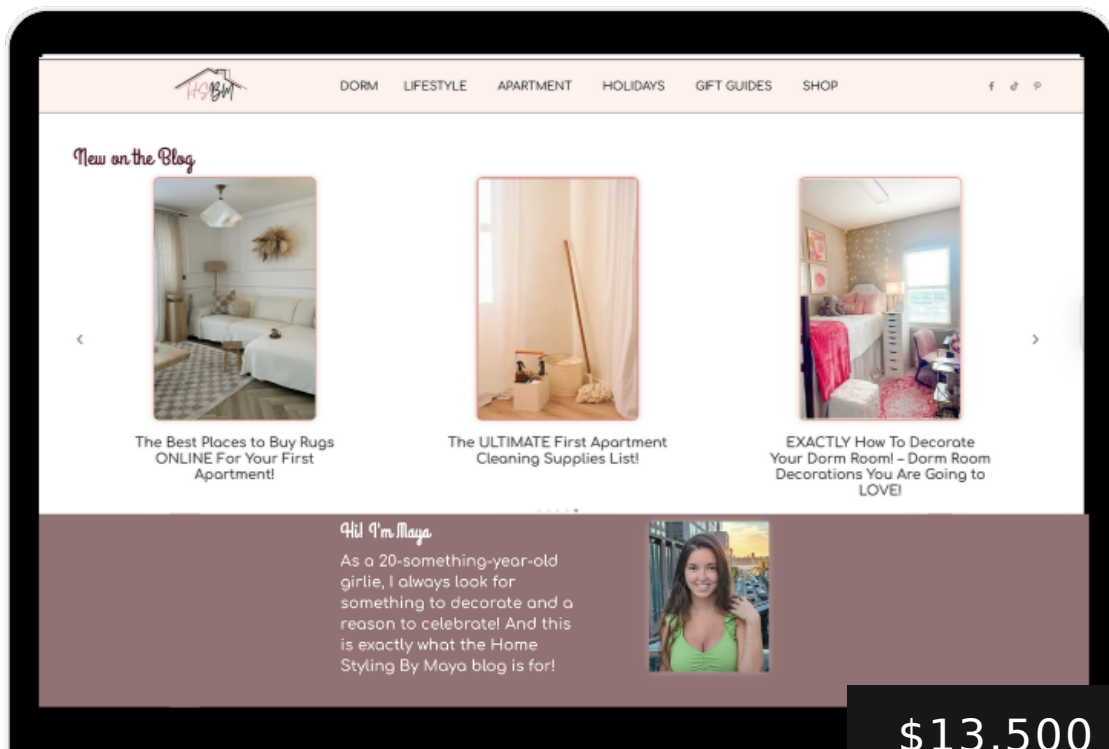 HSBM
DORM LIFESTYLE APARTMENT HOLIDAYS GIFT GUIDES SHOP
New on the Blog
The Best Places to Buy Rugs
ONLINE For Your First
Apartment!
The ULTIMATE First Apartment
Cleaning Supplies List!
EXACTLY How To Decorate
Your Dorm Room! – Dorm Room
Decorations You Are Going to
LOVE!
Hi! I'm Maya
As a 20-something-year-old
girlie, I always look for
something to decorate and a
reason to celebrate! And this
is exactly what the Home
Styling By Maya blog is for!
$13,500